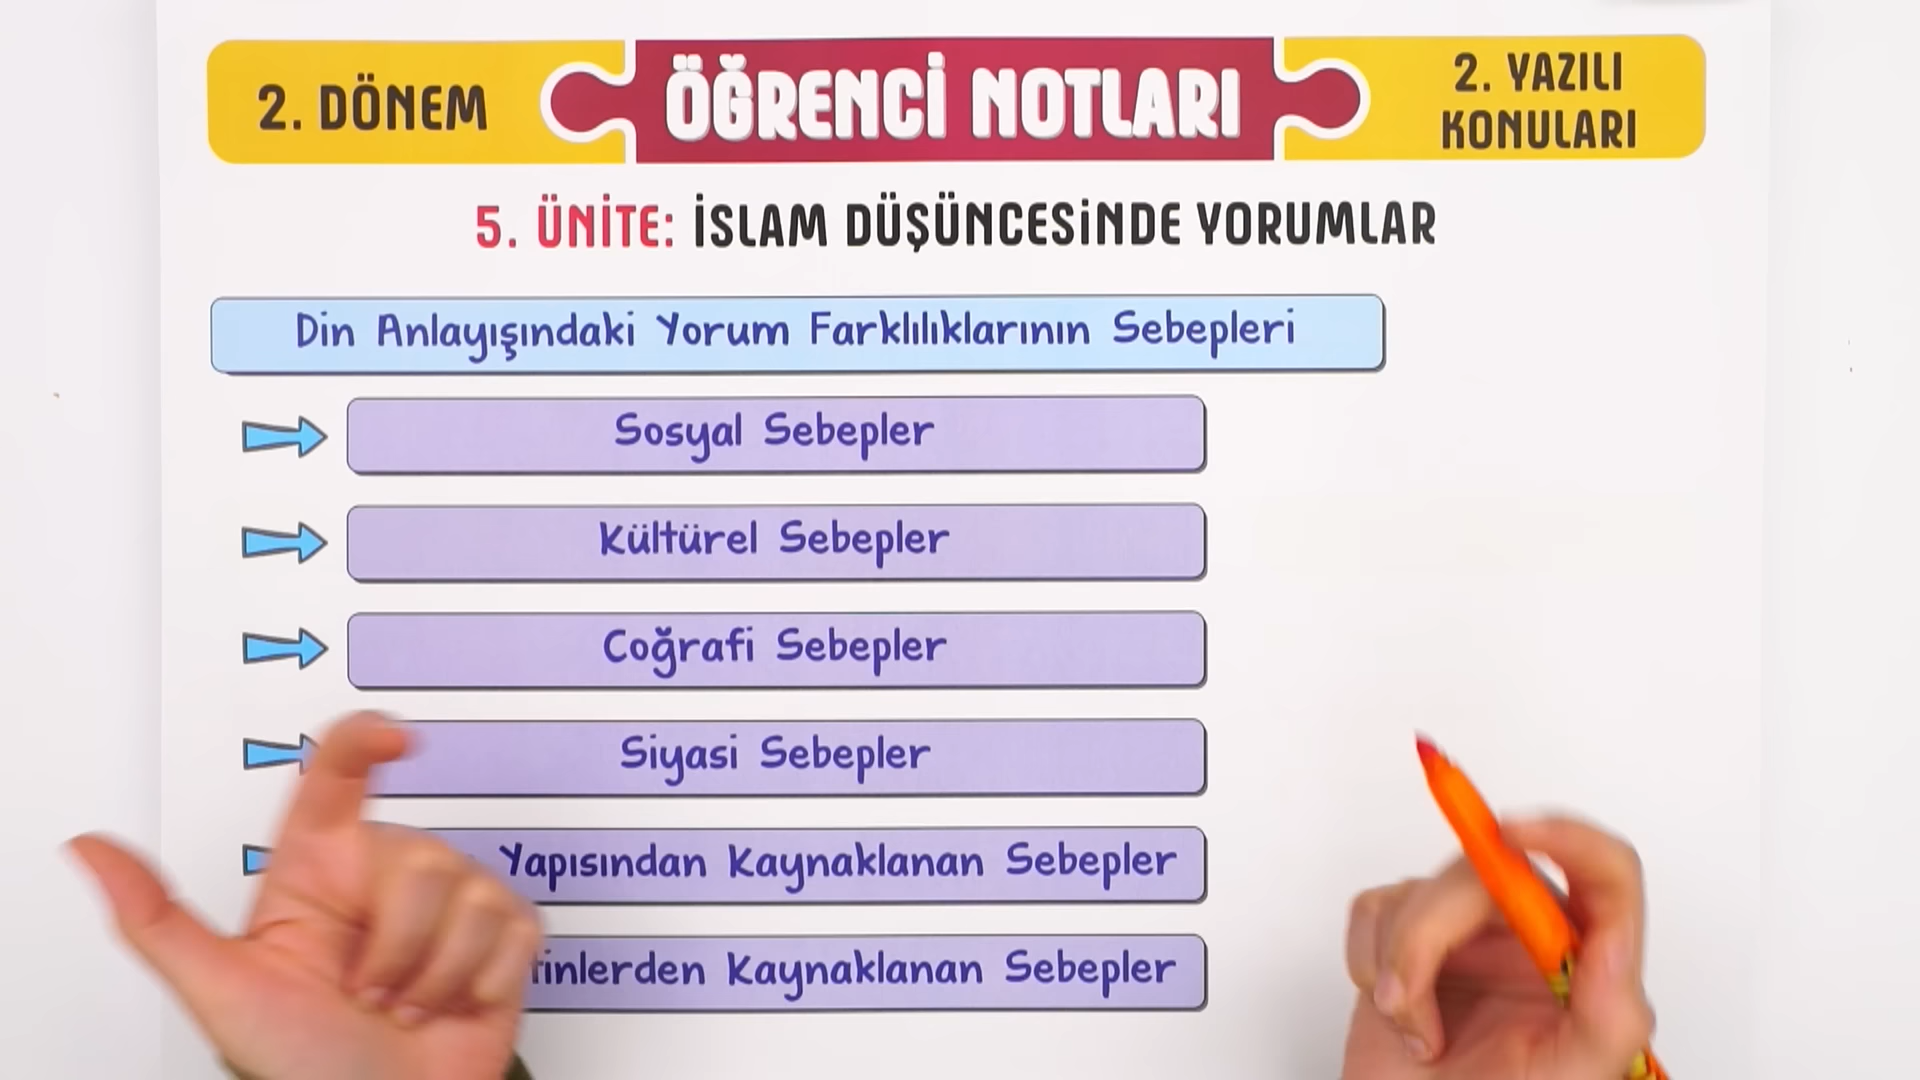 2. DÖNEM
ÖĞRENCİ NOTLARI
2. YAZILI
KONULARI
5. ÜNİTE: İSLAM DÜŞÜNCESİNDE YORUMLAR
Din Anlayışındaki Yorum Farklılıklarının Sebepleri
Sosyal Sebepler
Kültürel Sebepler
Coğrafi Sebepler
Siyasi Sebepler
Yapısından Kaynaklanan Sebepler
Kaynaklanan Sebepler